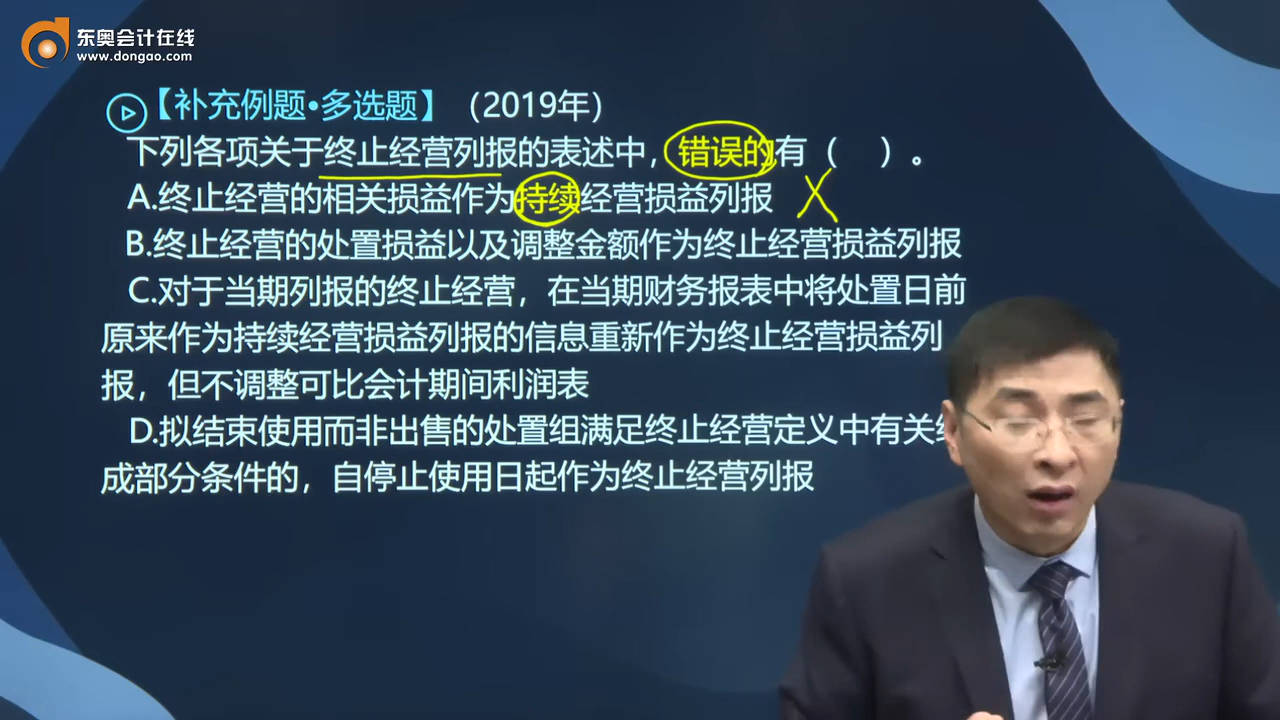 东奥会计在线
www.dongao.com
【补充例题•多选题】（2019年）
下列各项关于终止经营列报的表述中，错误的有（ ）。
A.终止经营的相关损益作为持续经营损益列报
B.终止经营的处置损益以及调整金额作为终止经营损益列报
C.对于当期列报的终止经营，在当期财务报表中将处置日前
原来作为持续经营损益列报的信息重新作为终止经营损益列
报，但不调整可比会计期间利润表
D.拟结束使用而非出售的处置组满足终止经营定义中有关
成部分条件的，自停止使用日起作为终止经营列报